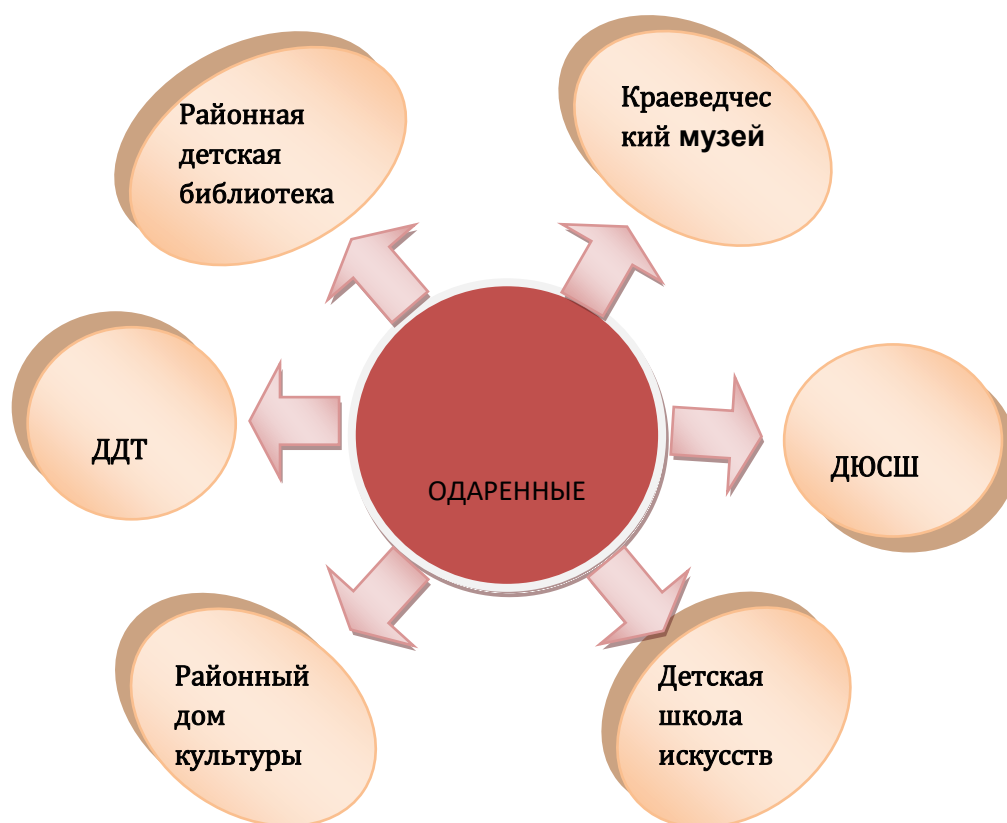 Районная
детская
библиотека
Краеведчес
кий музей
ДДТ
ОДАРЕННЫЕ
ДЮСШ
Районный
дом
культуры
Детская
школа
искусств